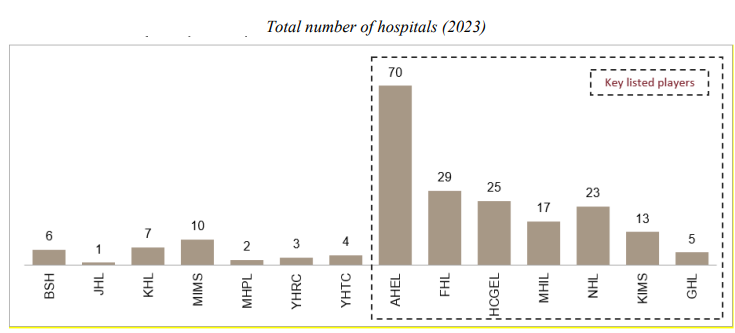 Total number of hospitals (2023)
Key listed players
70
29
25
23
17
13
10
7
6
5
4
3
2
1
BSH
JHL
KHL
MIMS
MHPL
YHRC
YHTC
AHEL
FHL
HCGEL
MHIL
NHL
KIMS
GHL